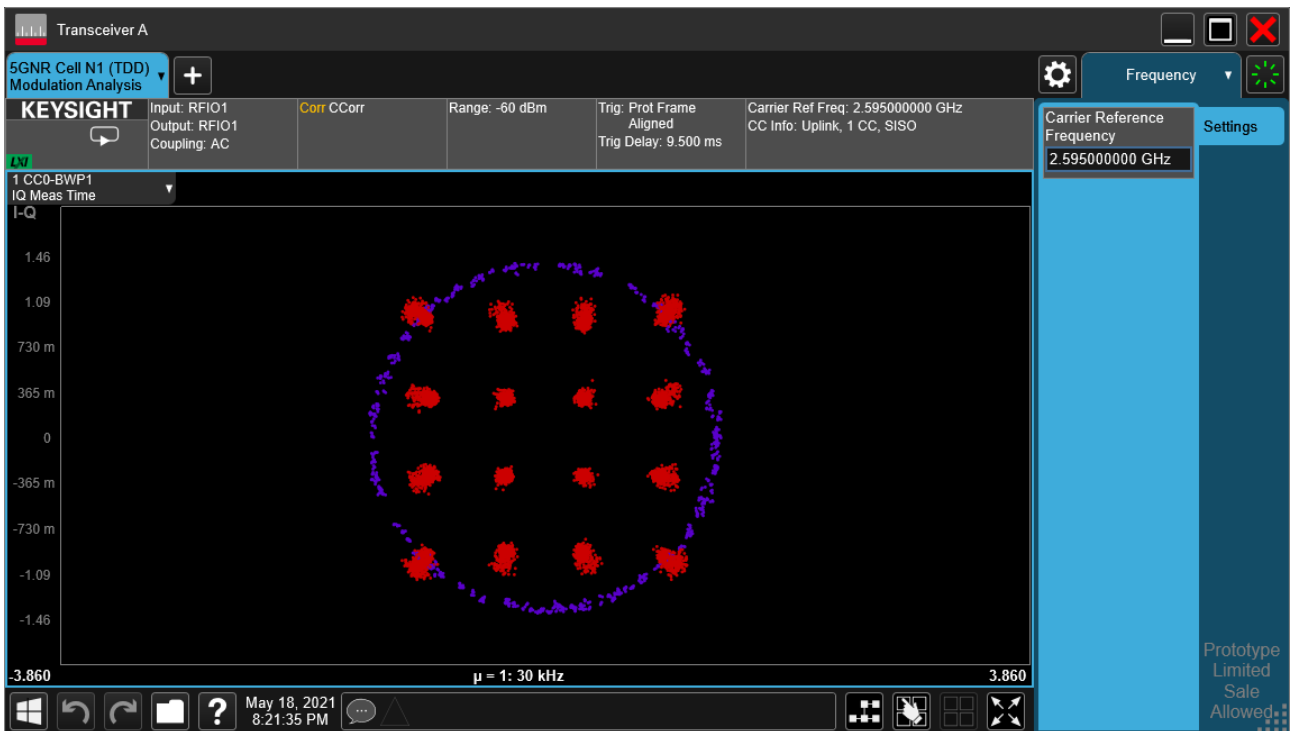 Transceiver A
5GNR Cell N1 (TDD)
Modulation Analysis
+
Frequency
KEYSIGHT
LXI
Input: RFIO1
Output: RFIO1
Coupling: AC
Corr CCorr
Range: -60 dBm
Trig: Prot Frame
Aligned
Trig Delay: 9.500 ms
Carrier Ref Freq: 2.595000000 GHz
CC Info: Uplink, 1 CC, SISO
Carrier Reference
Frequency
2.595000000 GHz
Settings
1 CC0-BWP1
IQ Meas Time
I-Q
1.46
1.09
730 m
365 m
0
-365 m
-730 m
-1.09
-1.46
-3.860
µ = 1: 30 kHz
3.860
?
May 18, 2021
8:21:35 PM
Prototype
Limited
Sale
Allowed